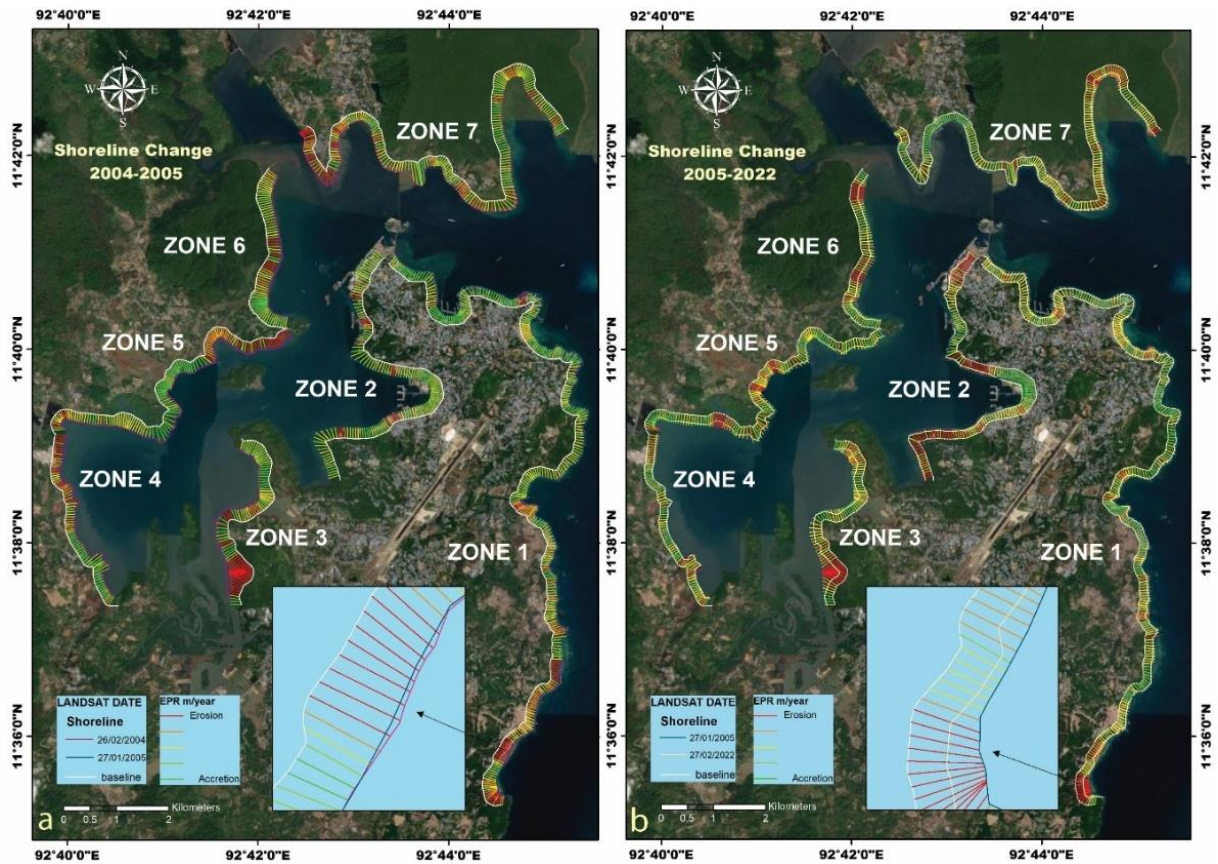 92°40'0"E 92°42'0"E 92°44'0"E
N
W E
S
Shoreline Change
2004-2005
ZONE 7
ZONE 6
ZONE 5
ZONE 2
ZONE 4
ZONE 3
ZONE 1
11°42'0"N
11°40'0"N
11°38'0"N
11°36'0"N
LANDSAT DATE
Shoreline
26/02/2004
27/01/2005
baseline
EPR m/year
Erosion
Accretion
Kilometers
0 0.5 1 2
a
92°40'0"E 92°42'0"E 92°44'0"E
92°40'0"E 92°42'0"E 92°44'0"E
N
W E
S
Shoreline Change
2005-2022
ZONE 7
ZONE 6
ZONE 5
ZONE 2
ZONE 4
ZONE 3
ZONE 1
11°42'0"N
11°40'0"N
11°38'0"N
11°36'0"N
LANDSAT DATE
Shoreline
27/01/2005
27/02/2022
baseline
EPR m/year
Erosion
Accretion
Kilometers
0 0.5 1 2
b
92°40'0"E 92°42'0"E 92°44'0"E